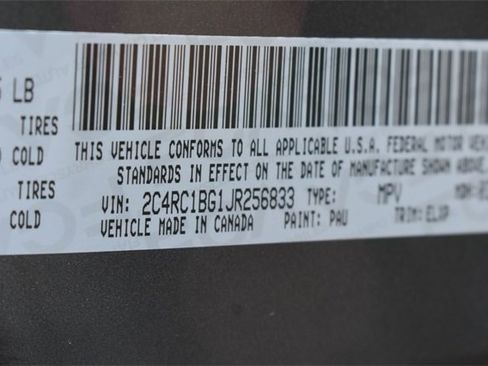 LB
TIRES
COLD
TIRES
COLD
THIS VEHICLE CONFORMS TO ALL APPLICABLE U.S.A. FEDERAL MOTOR
STANDARDS IN EFFECT ON THE DATE OF MANUFACTURE SHOWN ABOVE.
VIN: 2C4RC1BG1JR256833 TYPE: MPV
VEHICLE MADE IN CANADA PAINT: PAU TRIM: